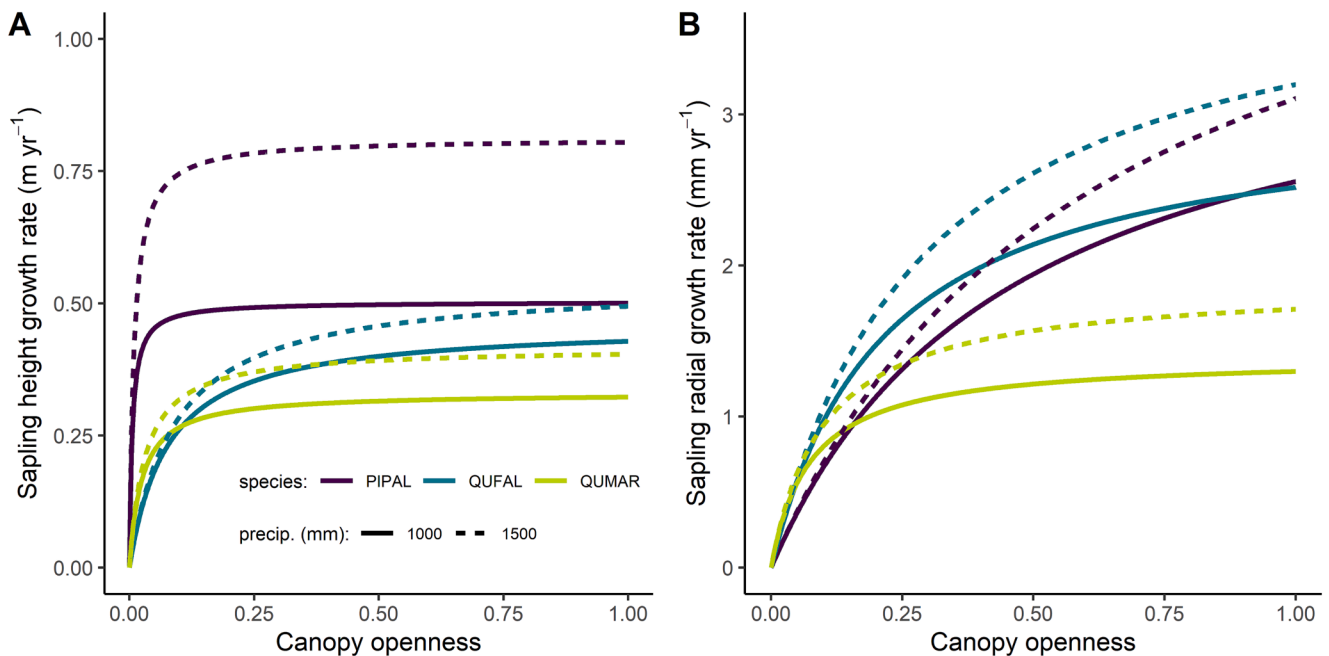 A
Sapling height growth rate (m yr⁻¹)
1.00
0.75
0.50
0.25
0.00
species: PIPAL QUFAL QUMAR
precip. (mm): 1000 1500
0.00 0.25 0.50 0.75 1.00
Canopy openness
B
Sapling radial growth rate (mm yr⁻¹)
3
2
1
0
0.00 0.25 0.50 0.75 1.00
Canopy openness